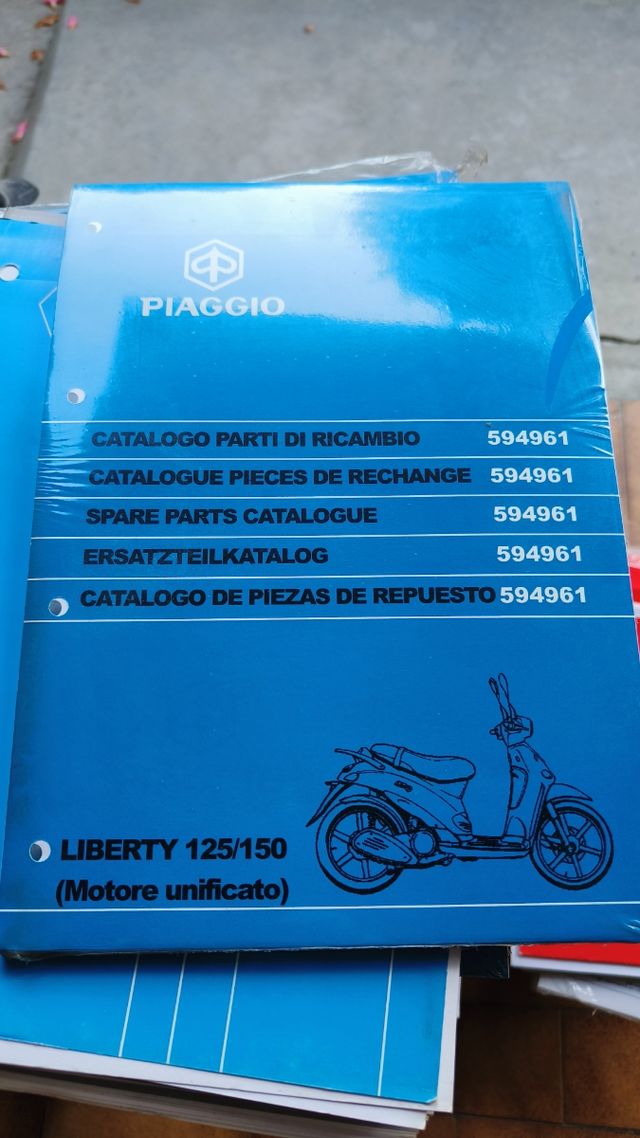 PIAGGIO
CATALOGO PARTI DI RICAMBIO 594961
CATALOGUE PIECES DE RECHANGE 594961
SPARE PARTS CATALOGUE 594961
ERSATZTEILKATALOG 594961
CATALOGO DE PIEZAS DE REPUESTO 594961
LIBERTY 125/150
(Motore unificato)